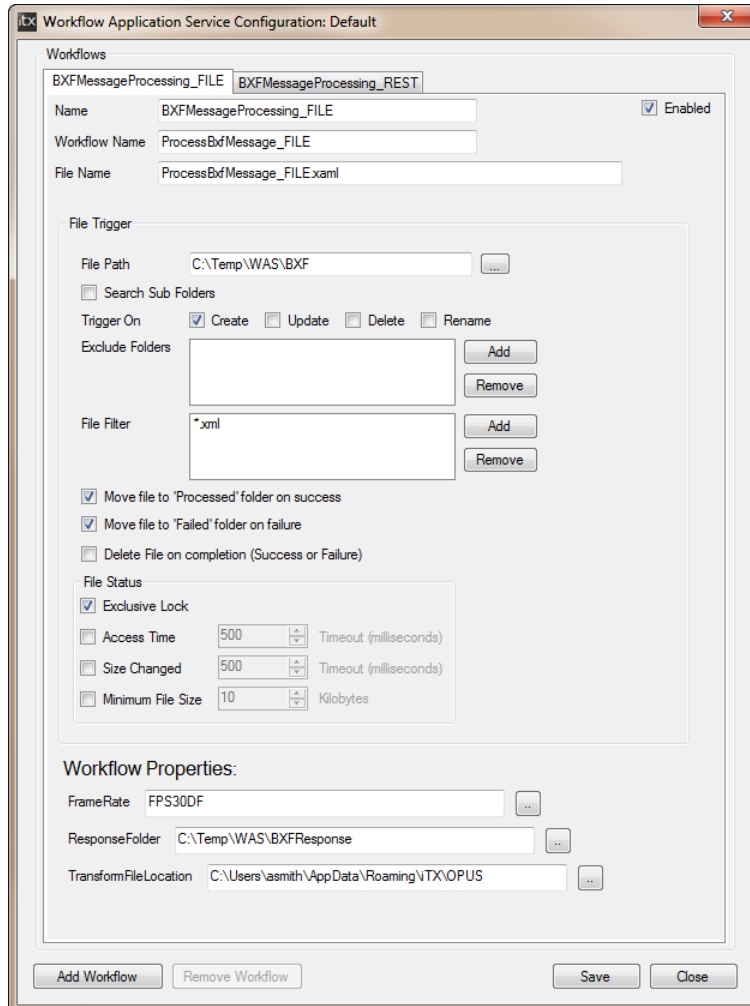 itx Workflow Application Service Configuration: Default
Workflows
BXFMessageProcessing_FILE BXFMessageProcessing_REST
Name BXFMessageProcessing_FILE Enabled
Workflow Name ProcessBxfMessage_FILE
File Name ProcessBxfMessage_FILE.xaml
File Trigger
File Path C:\Temp\WAS\BXF ...
Search Sub Folders
Trigger On Create Update Delete Rename
Exclude Folders Add
Remove
File Filter *.xml Add
Remove
Move file to 'Processed' folder on success
Move file to 'Failed' folder on failure
Delete File on completion (Success or Failure)
File Status
Exclusive Lock
Access Time 500 Timeout (milliseconds)
Size Changed 500 Timeout (milliseconds)
Minimum File Size 10 Kilobytes
Workflow Properties:
FrameRate FPS30DF ..
ResponseFolder C:\Temp\WAS\BXFResponse ..
TransformFileLocation C:\Users\asmith\AppData\Roaming\iTX\OPUS ..
Add Workflow Remove Workflow Save Close